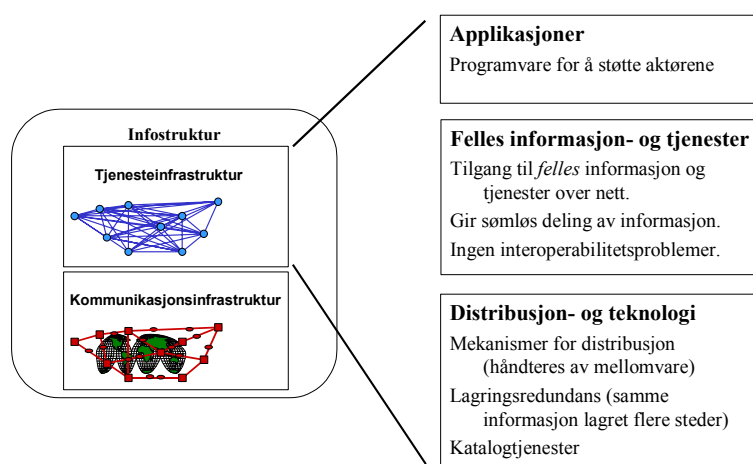 Infostruktur
Tjenesteinfrastruktur
Kommunikasjonsinfrastruktur
Applikasjoner
Programvare for å støtte aktørene
Felles informasjon- og tjenester
Tilgang til felles informasjon og
tjenester over nett.
Gir sømløs deling av informasjon.
Ingen interoperabilitetsproblemer.
Distribusjon- og teknologi
Mekanismer for distribusjon
(håndteres av mellomvare)
Lagringsredundans (samme
informasjon lagret flere steder)
Katalogtjenester